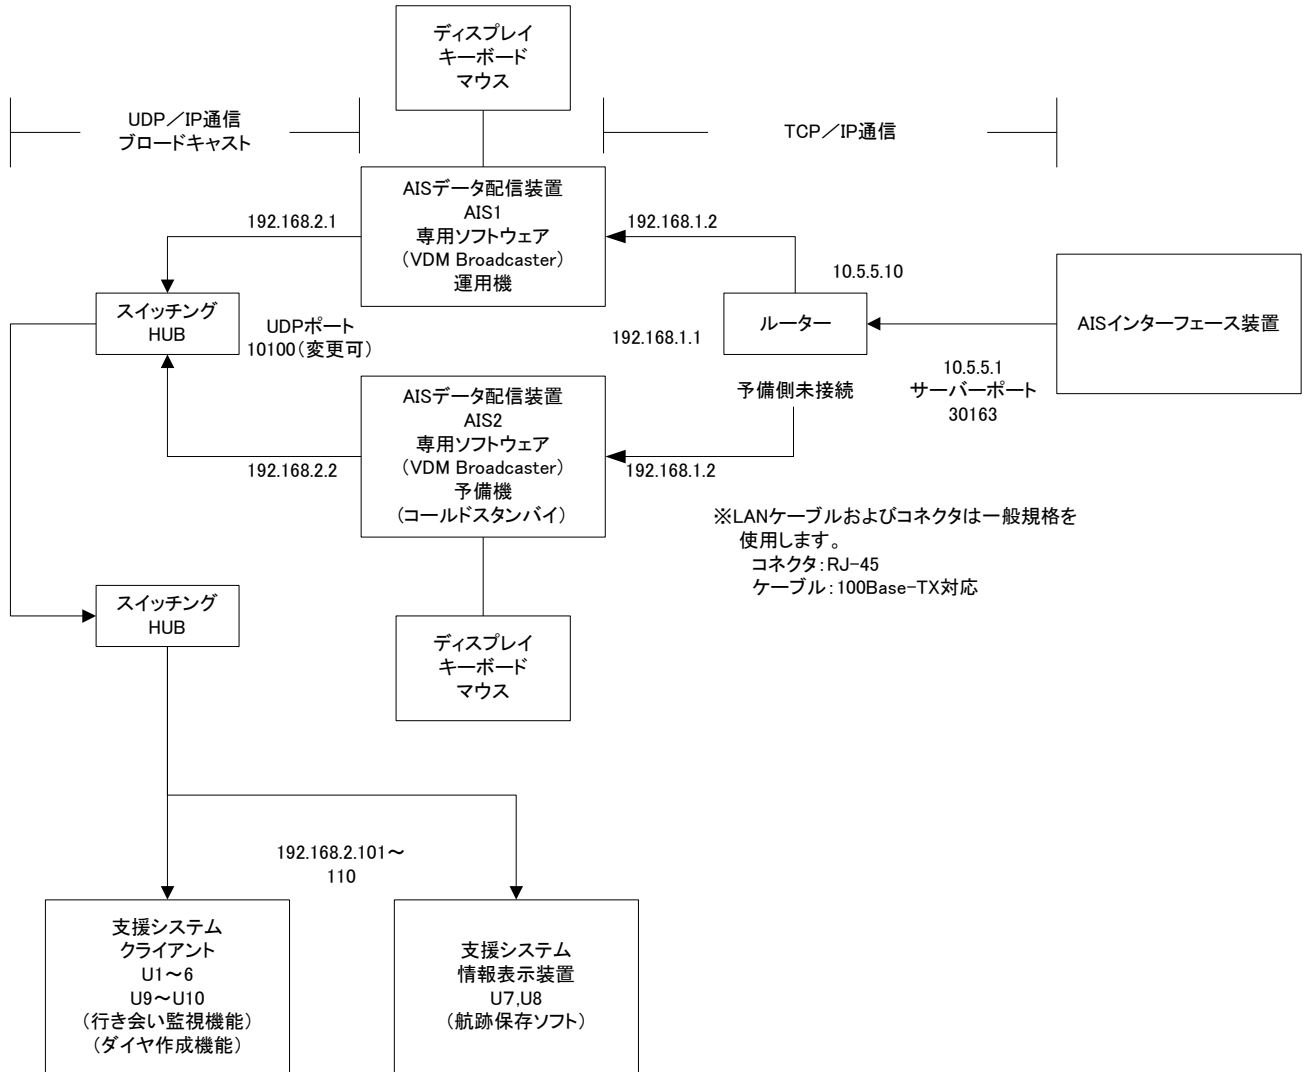 ディスプレイ
キーボード
マウス
UDP／IP通信
ブロードキャスト
TCP／IP通信
AISデータ配信装置
AIS1
専用ソフトウェア
（VDM Broadcaster）
運用機
192.168.2.1
192.168.1.2
10.5.5.10
スイッチング
HUB
UDPポート
10100（変更可）
192.168.1.1
ルーター
AISインターフェース装置
10.5.5.1
サーバーポート
30163
予備側未接続
AISデータ配信装置
AIS2
専用ソフトウェア
（VDM Broadcaster）
予備機
（コールドスタンバイ）
192.168.2.2
192.168.1.2
※LANケーブルおよびコネクタは一般規格を
使用します。
コネクタ：RJ-45
ケーブル：100Base-TX対応
スイッチング
HUB
ディスプレイ
キーボード
マウス
192.168.2.101～
110
支援システム
クライアント
U1～6
U9～U10
（行き会い監視機能）
（ダイヤ作成機能）
支援システム
情報表示装置
U7,U8
（航跡保存ソフト）